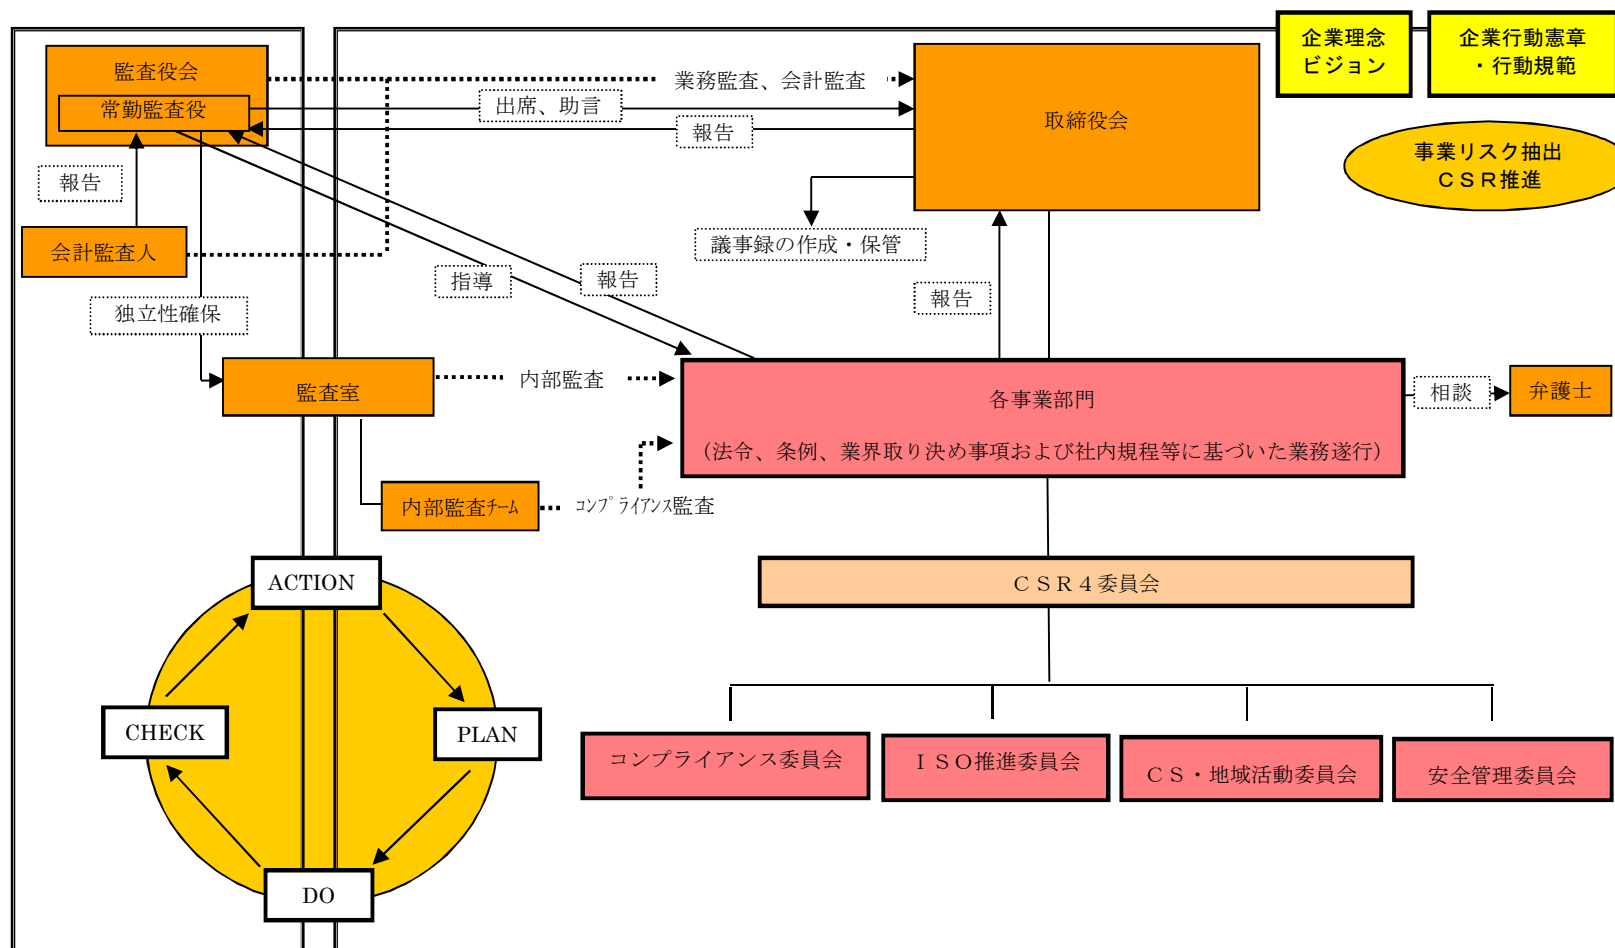 企業理念
ビジョン
企業行動憲章
・行動規範
監査役会
常勤監査役
業務監査、会計監査
出席、助言
報告
取締役会
事業リスク抽出
ＣＳＲ推進
報告
会計監査人
議事録の作成・保管
指導
報告
報告
独立性確保
監査室
内部監査
各事業部門
（法令、条例、業界取り決め事項および社内規程等に基づいた業務遂行）
相談
弁護士
内部監査ﾁｰﾑ
ｺﾝﾌﾟﾗｲｱﾝｽ監査
ＣＳＲ４委員会
ACTION
CHECK
PLAN
DO
コンプライアンス委員会
ＩＳＯ推進委員会
ＣＳ・地域活動委員会
安全管理委員会